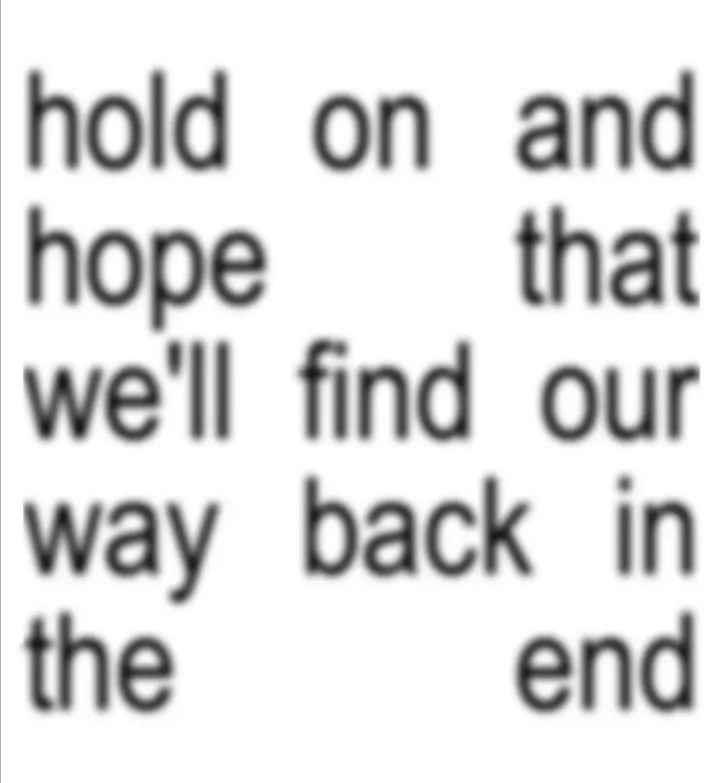 hold on and
hope that
we'll find our
way back in
the end